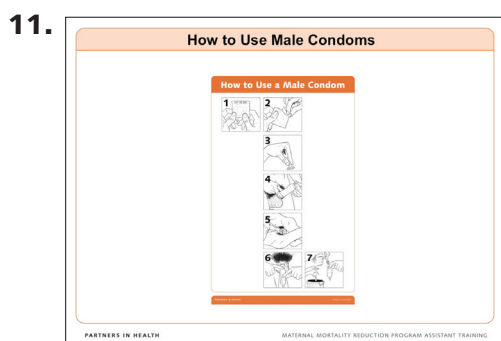 11.
How to Use Male Condoms
How to Use a Male Condom
1 2
3
4
5
6 7
PARTNERS IN HEALTH MATERNAL MORTALITY REDUCTION PROGRAM ASSISTANT TRAINING